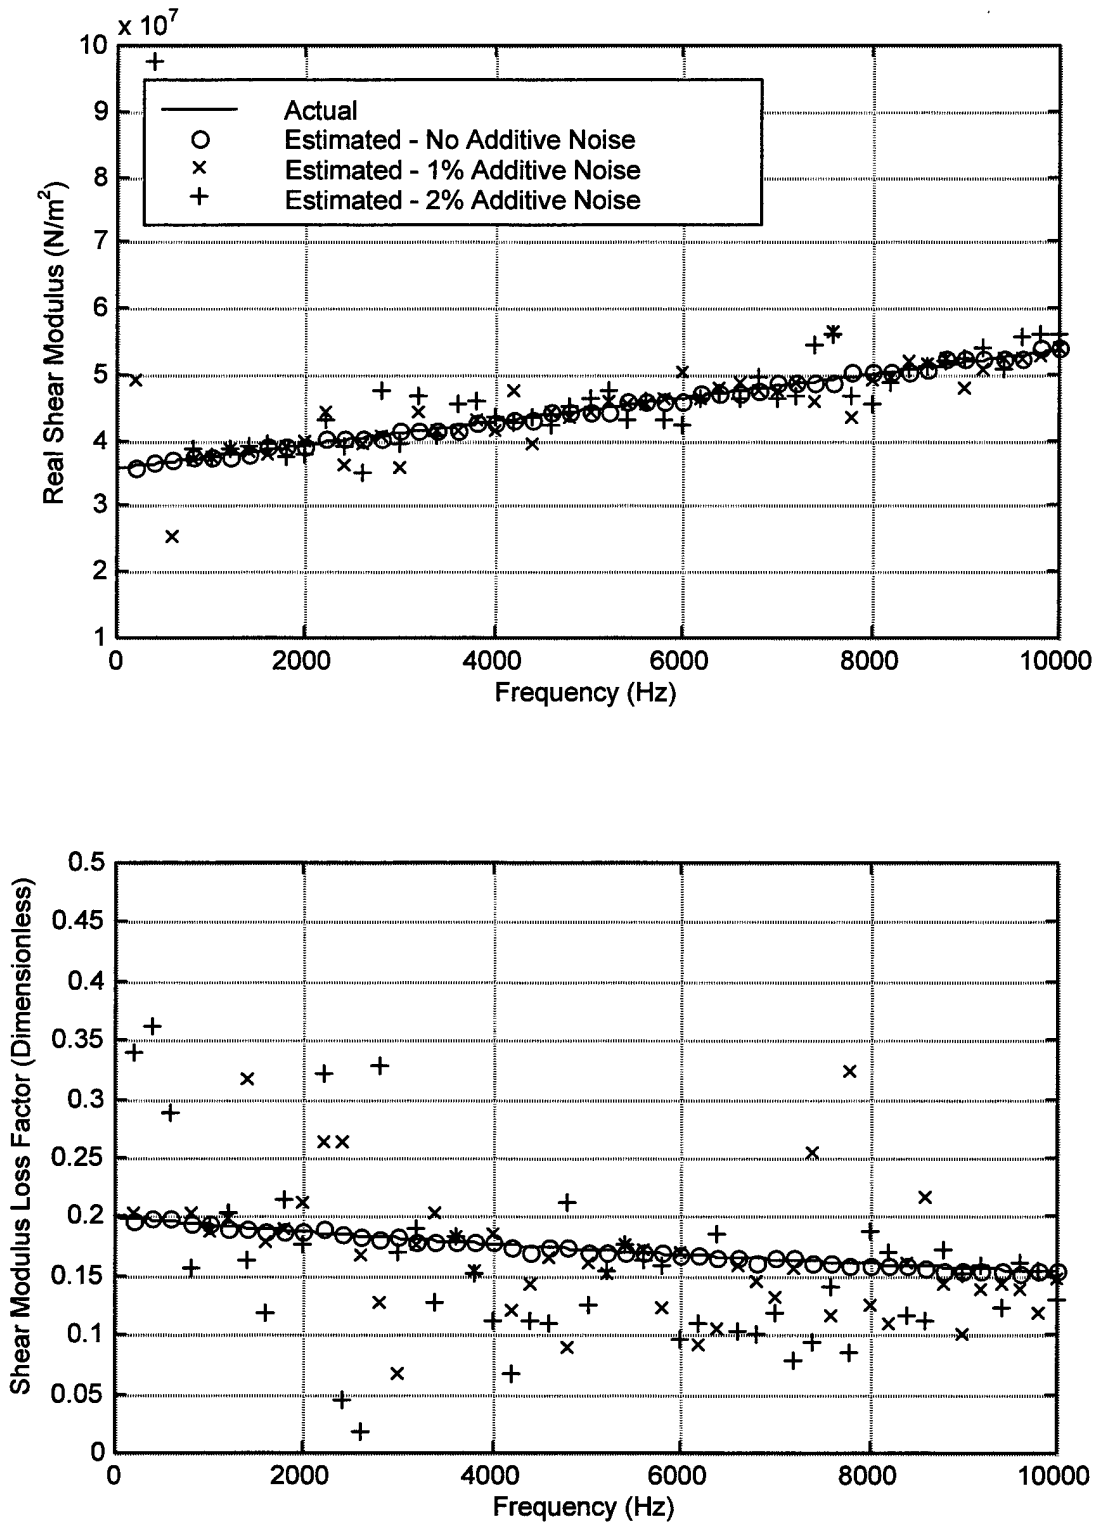 x 10^7
10
9
8
7
6
5
4
3
2
1
Real Shear Modulus (N/m²)
Actual
Estimated - No Additive Noise
Estimated - 1% Additive Noise
Estimated - 2% Additive Noise
0 2000 4000 6000 8000 10000
Frequency (Hz)
0.5
0.45
0.4
0.35
0.3
0.25
0.2
0.15
0.1
0.05
0
Shear Modulus Loss Factor (Dimensionless)
0 2000 4000 6000 8000 10000
Frequency (Hz)